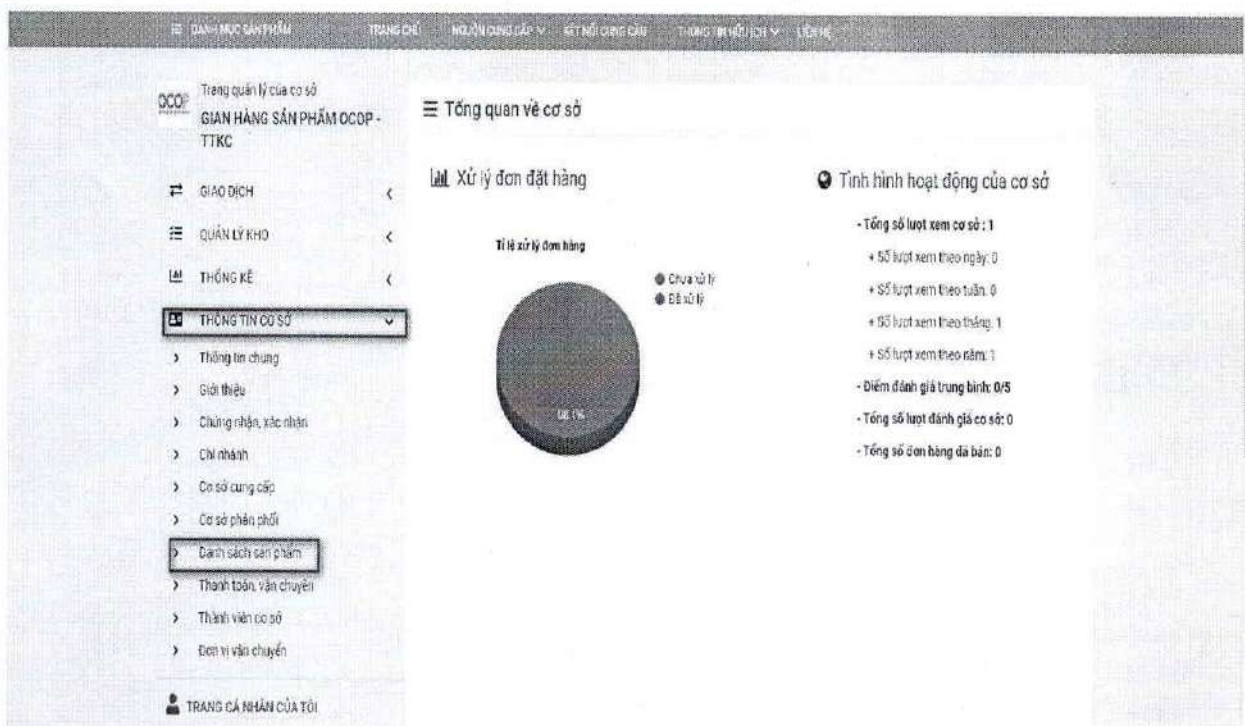 DANH MỤC SẢN PHẨM TRANG CHỦ NGUỒN CUNG CẤP KẾT NỐI CUNG CẦU THÔNG TIN HỮU ÍCH LIÊN HỆ
OCOP
Trang quản lý của cơ sở
GIAN HÀNG SẢN PHẨM OCOP -
TTKC
GIAO DỊCH
QUẢN LÝ KHO
THỐNG KÊ
THÔNG TIN CƠ SỞ
Thông tin chung
Giới thiệu
Chứng nhận, xác nhận
Chi nhánh
Cơ sở cung cấp
Cơ sở phân phối
Danh sách sản phẩm
Thanh toán, vận chuyển
Thành viên cơ sở
Đơn vị vận chuyển
TRANG CÁ NHÂN CỦA TÔI
Tổng quan về cơ sở
Xử lý đơn đặt hàng
Tỉ lệ xử lý đơn hàng
Chưa xử lý
Đã xử lý
Tình hình hoạt động của cơ sở
- Tổng số lượt xem cơ sở : 1
+ Số lượt xem theo ngày: 0
+ Số lượt xem theo tuần: 0
+ Số lượt xem theo tháng: 1
+ Số lượt xem theo năm: 1
- Điểm đánh giá trung bình: 0/5
- Tổng số lượt đánh giá cơ sở: 0
- Tổng số đơn hàng đã bán: 0